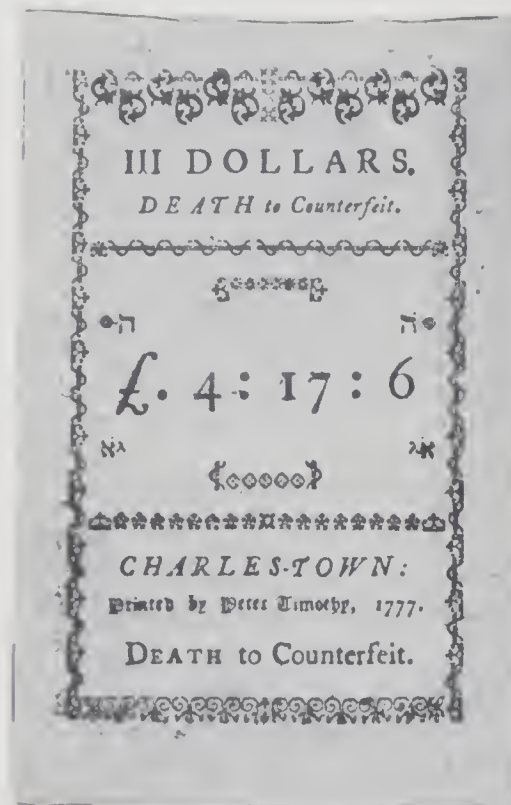 III DOLLARS.
DEATH to Counterfeit.
ה ה
£. 4 : 17 : 6
CHARLES-TOWN:
Printed by Peter Timothy, 1777.
DEATH to Counterfeit.